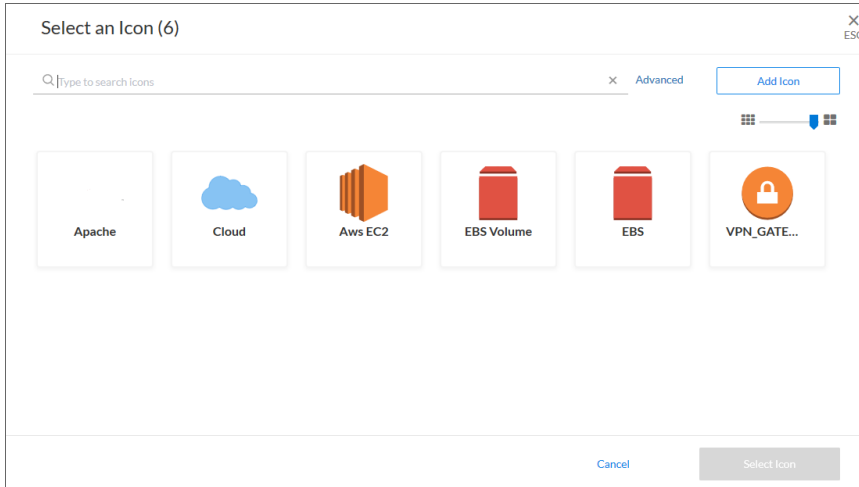 Select an Icon (6)
ESC
Type to search icons
Advanced
Add Icon
Apache
Cloud
Aws EC2
EBS Volume
EBS
VPN_GATE...
Cancel
Select Icon